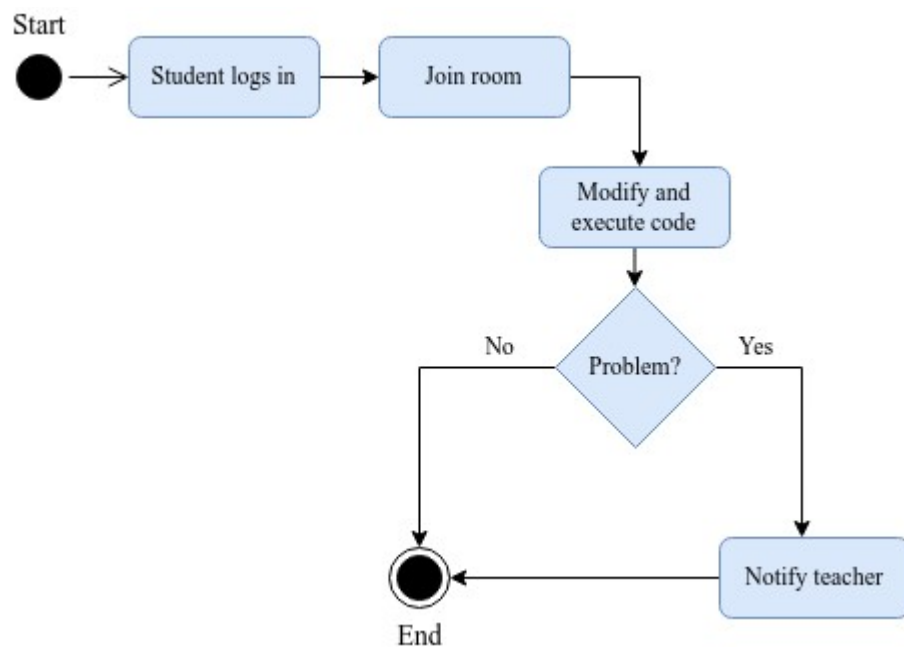 Start
Student logs in
Join room
Modify and
execute code
Problem?
No
Yes
Notify teacher
End